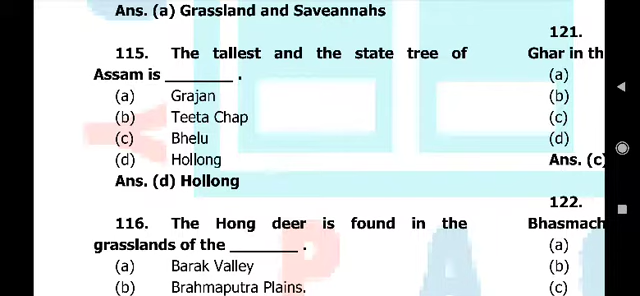 Ans. (a) Grassland and Saveannahs
115. The tallest and the state tree of
Assam is ________ .
(a) Grajan
(b) Teeta Chap
(c) Bhelu
(d) Hollong
Ans. (d) Hollong
116. The Hong deer is found in the
grasslands of the ________ .
(a) Barak Valley
(b) Brahmaputra Plains.
121.
Ghar in th
(a)
(b)
(c)
(d)
Ans. (c)
122.
Bhasmach
(a)
(b)
(c)
P A